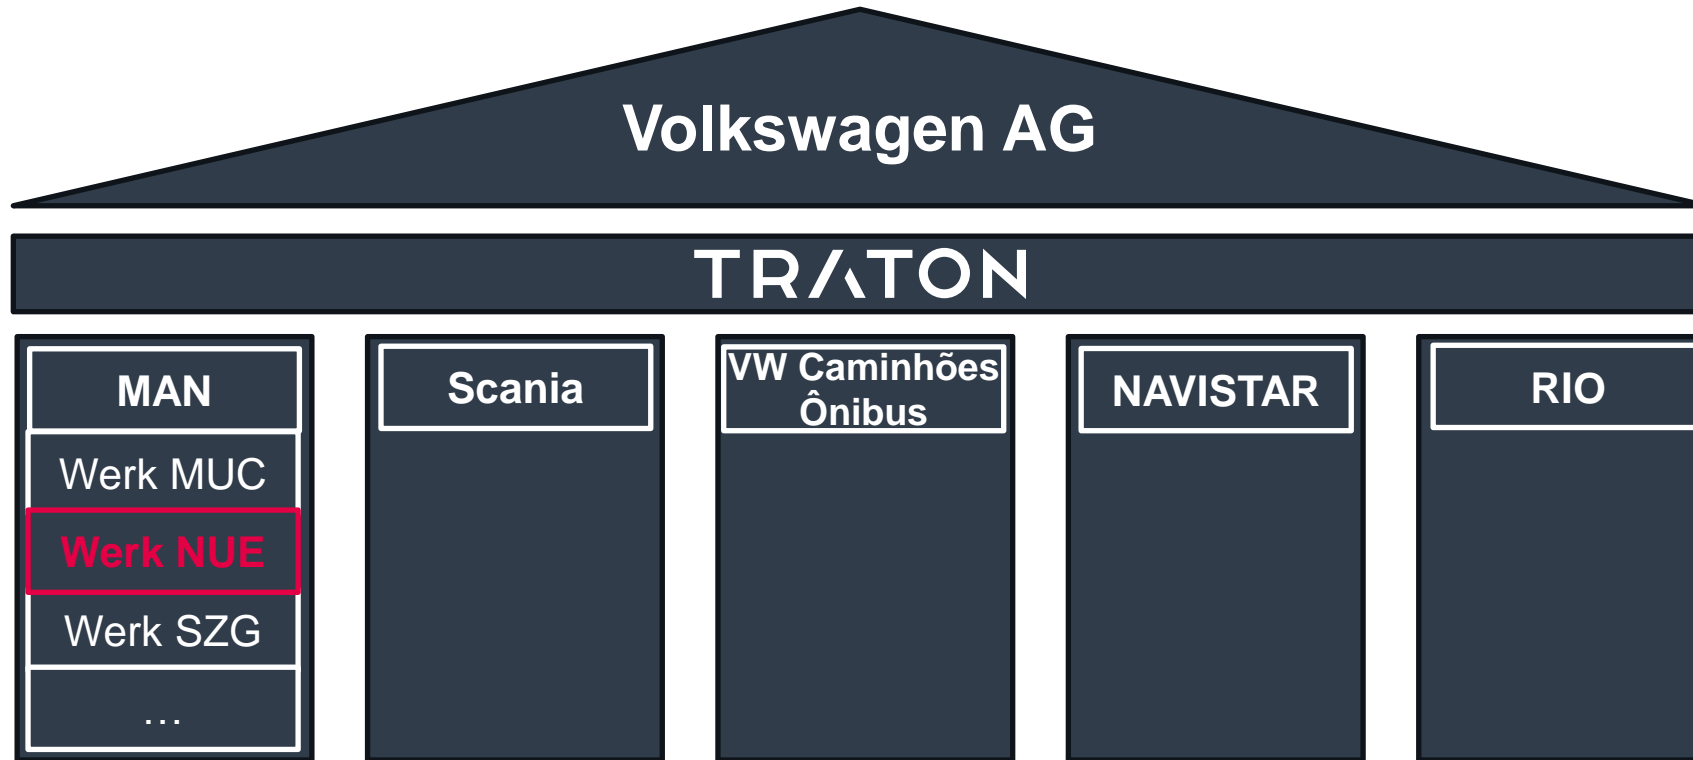 Volkswagen AG
TRATON
MAN
Werk MUC
Werk NUE
Werk SZG
…
Scania
VW Caminhões
Ônibus
NAVISTAR
RIO